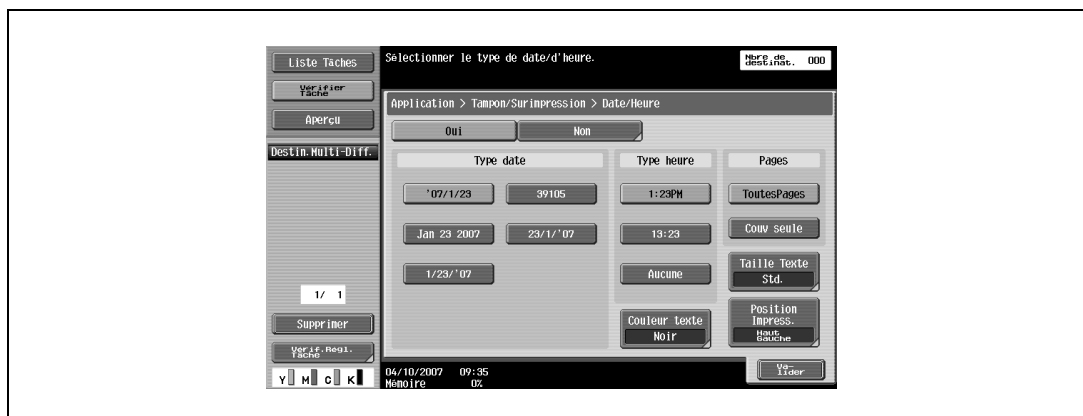 Liste Tâches
Vérifier
Tâche
Aperçu
Destin.Multi-Diff.
1/ 1
Supprimer
Vérif.Régl.
Tâche
Y M C K
Sélectionner le type de date/d'heure.
Nbre de
destinat. 000
Application > Tampon/Surimpression > Date/Heure
Oui Non
Type date Type heure Pages
'07/1/23 39105 1:23PM ToutesPages
Jan 23 2007 23/1/'07 13:23 Couv seule
1/23/'07 Aucune
Taille Texte
Std.
Couleur texte
Noir
Position
Impress.
Haut
Gauche
04/10/2007 09:35
Mémoire 0%
Va-
lider